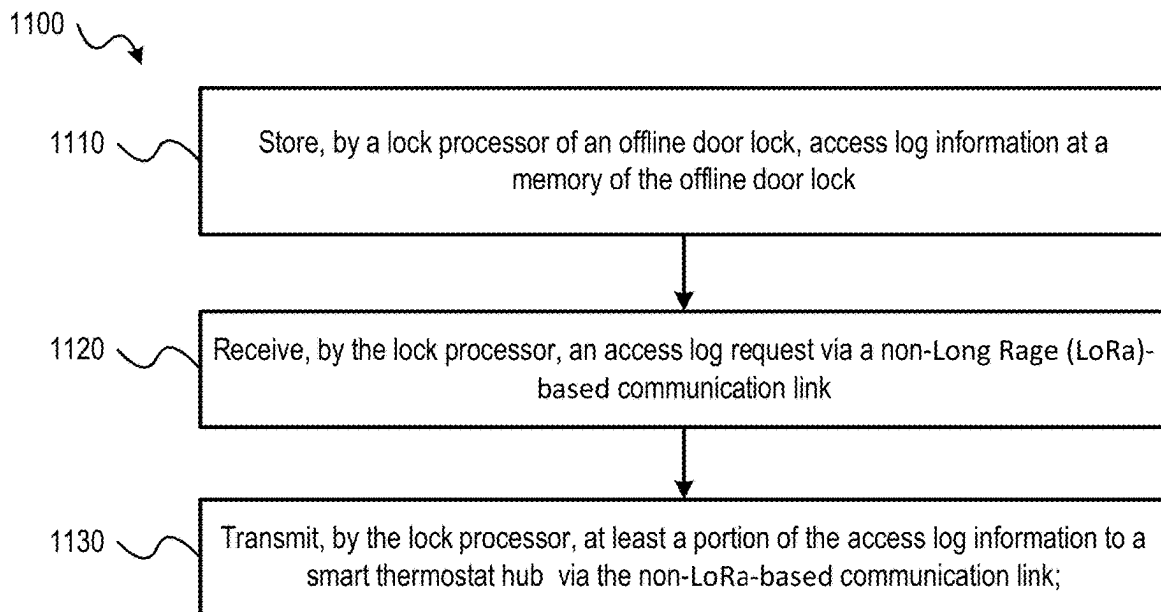 1100
1110
Store, by a lock processor of an offline door lock, access log information at a
memory of the offline door lock
1120
Receive, by the lock processor, an access log request via a non-Long Rage (LoRa)-
based communication link
1130
Transmit, by the lock processor, at least a portion of the access log information to a
smart thermostat hub via the non-LoRa-based communication link;